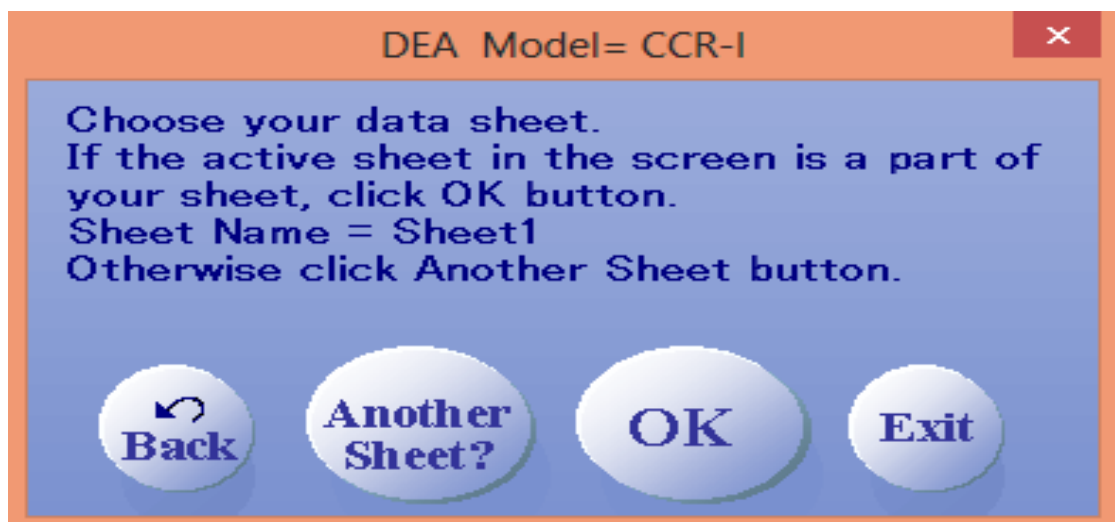 DEA Model= CCR-I
×
Choose your data sheet.
If the active sheet in the screen is a part of
your sheet, click OK button.
Sheet Name = Sheet1
Otherwise click Another Sheet button.
Back
Another
Sheet?
OK
Exit